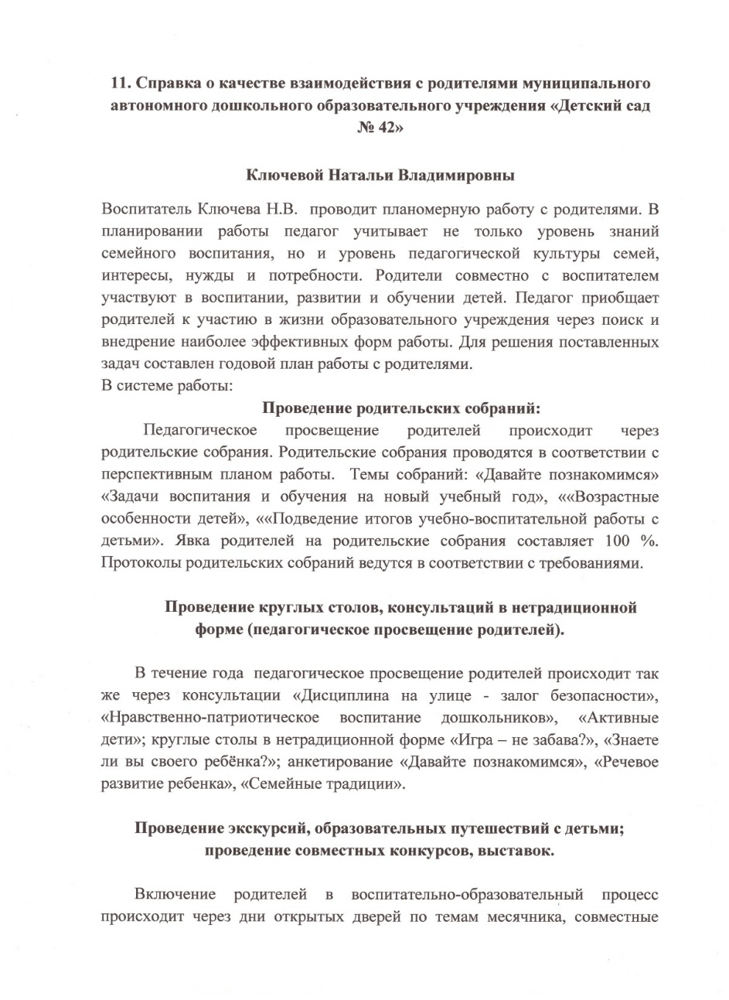 11. Справка о качестве взаимодействия с родителями муниципального
автономного дошкольного образовательного учреждения «Детский сад
№ 42»
Ключевой Натальи Владимировны
Воспитатель Ключева Н.В. проводит планомерную работу с родителями. В
планировании работы педагог учитывает не только уровень знаний
семейного воспитания, но и уровень педагогической культуры семей,
интересы, нужды и потребности. Родители совместно с воспитателем
участвуют в воспитании, развитии и обучении детей. Педагог приобщает
родителей к участию в жизни образовательного учреждения через поиск и
внедрение наиболее эффективных форм работы. Для решения поставленных
задач составлен годовой план работы с родителями.
В системе работы:
Проведение родительских собраний:
Педагогическое просвещение родителей происходит через
родительские собрания. Родительские собрания проводятся в соответствии с
перспективным планом работы. Темы собраний: «Давайте познакомимся»
«Задачи воспитания и обучения на новый учебный год», ««Возрастные
особенности детей», ««Подведение итогов учебно-воспитательной работы с
детьми». Явка родителей на родительские собрания составляет 100 %.
Протоколы родительских собраний ведутся в соответствии с требованиями.
Проведение круглых столов, консультаций в нетрадиционной
форме (педагогическое просвещение родителей).
В течение года педагогическое просвещение родителей происходит так
же через консультации «Дисциплина на улице - залог безопасности»,
«Нравственно-патриотическое воспитание дошкольников», «Активные
дети»; круглые столы в нетрадиционной форме «Игра – не забава?», «Знаете
ли вы своего ребёнка?»; анкетирование «Давайте познакомимся», «Речевое
развитие ребенка», «Семейные традиции».
Проведение экскурсий, образовательных путешествий с детьми;
проведение совместных конкурсов, выставок.
Включение родителей в воспитательно-образовательный процесс
происходит через дни открытых дверей по темам месячника, совместные